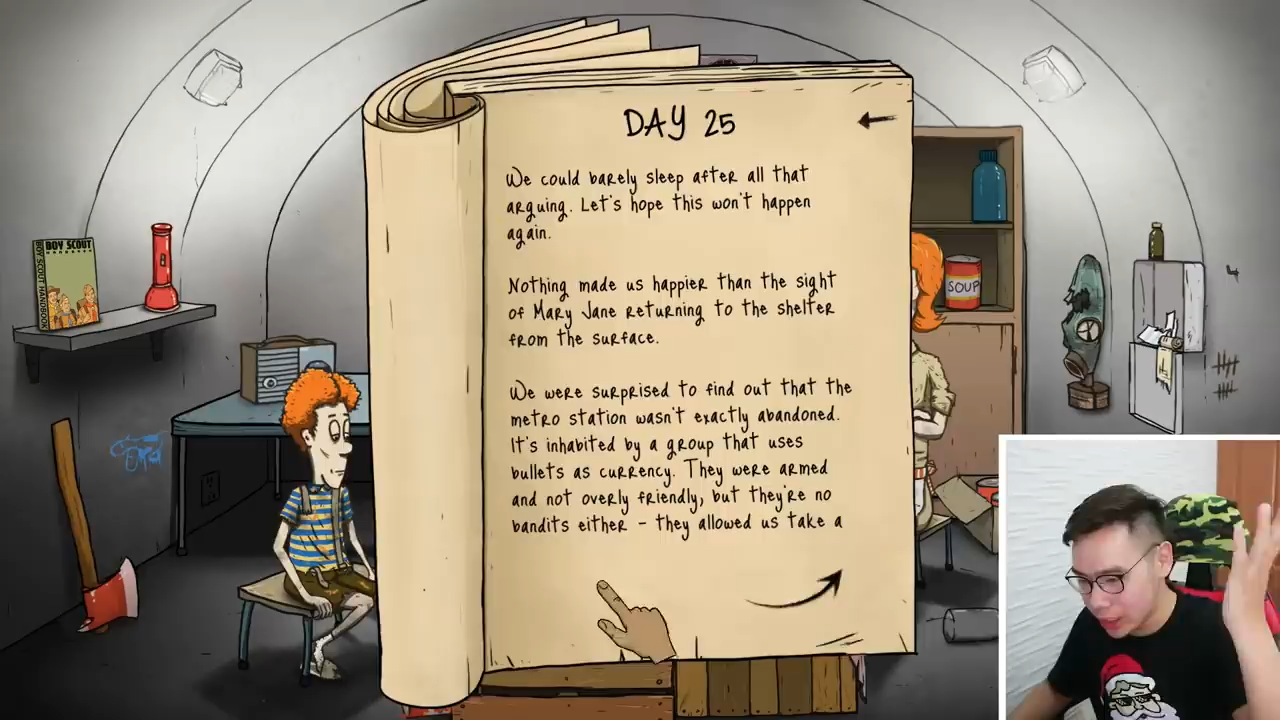 DAY 25
We could barely sleep after all that
arguing. Let's hope this won't happen
again.
Nothing made us happier than the sight
of Mary Jane returning to the shelter
from the surface.
We were surprised to find out that the
metro station wasn't exactly abandoned.
It's inhabited by a group that uses
bullets as currency. They were armed
and not overly friendly, but they're no
bandits either - they allowed us take a
BOY SCOUT
BOY SCOUT HANDBOOK
SOUP